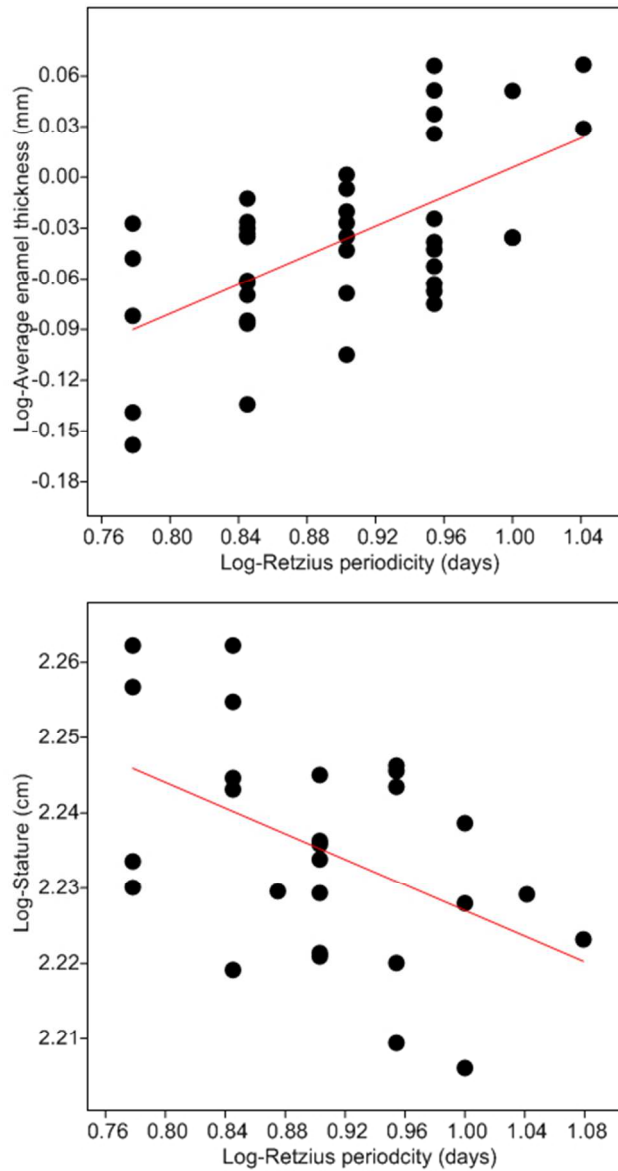 Log-Average enamel thickness (mm)
0.06
0.03
0.00
-0.03
-0.06
-0.09
-0.12
-0.15
-0.18
0.76 0.80 0.84 0.88 0.92 0.96 1.00 1.04
Log-Retzius periodicity (days)
Log-Stature (cm)
2.26
2.25
2.24
2.23
2.22
2.21
0.76 0.80 0.84 0.88 0.92 0.96 1.00 1.04 1.08
Log-Retzius periodcity (days)